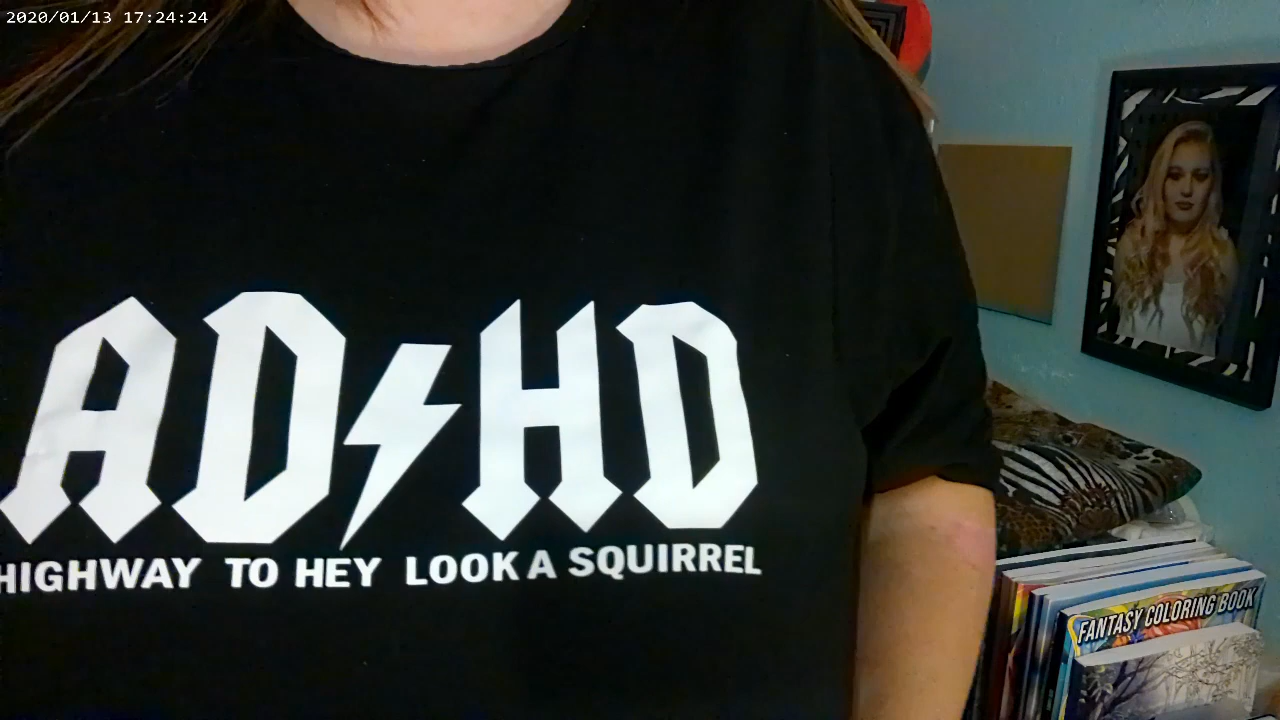 2020/01/13 17:24:24
AD⚡HD
HIGHWAY TO HEY LOOK A SQUIRREL
FANTASY COLORING BOOK